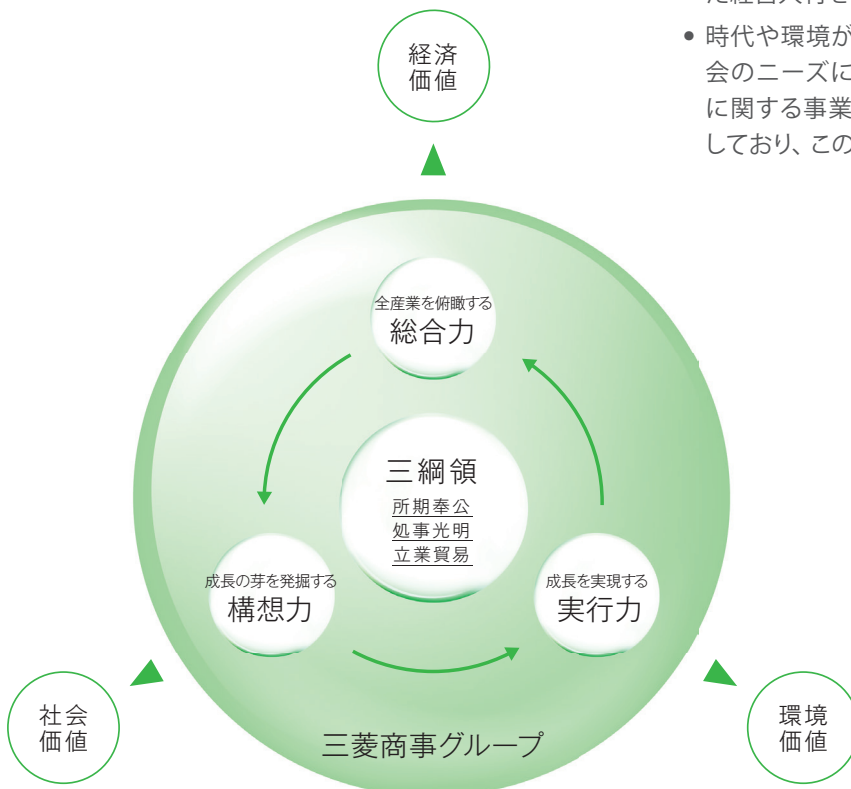 経済
価値
時代や環境が
会のニーズに
に関する事業
しており、この
全産業を俯瞰する
総合力
三綱領
所期奉公
処事光明
立業貿易
成長の芽を発掘する
構想力
成長を実現する
実行力
社会
価値
環境
価値
三菱商事グループ